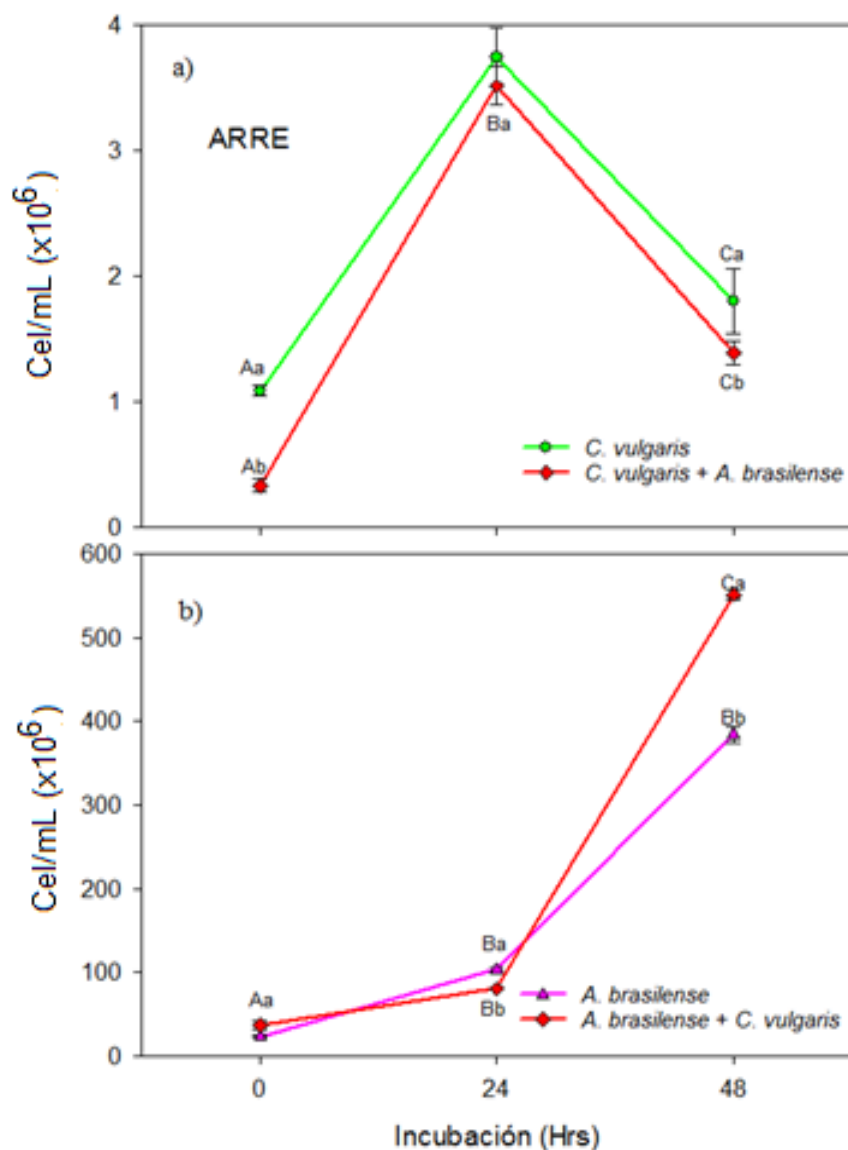 a)
ARRE
Cel/mL (x10⁶)
4
3
2
1
0
Aa
Ab
Ba
Ca
Cb
C. vulgaris
C. vulgaris + A. brasilense
b)
Cel/mL (x10⁶)
600
500
400
300
200
100
0
Aa
Ba
Bb
Ca
Bb
A. brasilense
A. brasilense + C. vulgaris
0 24 48
Incubación (Hrs)